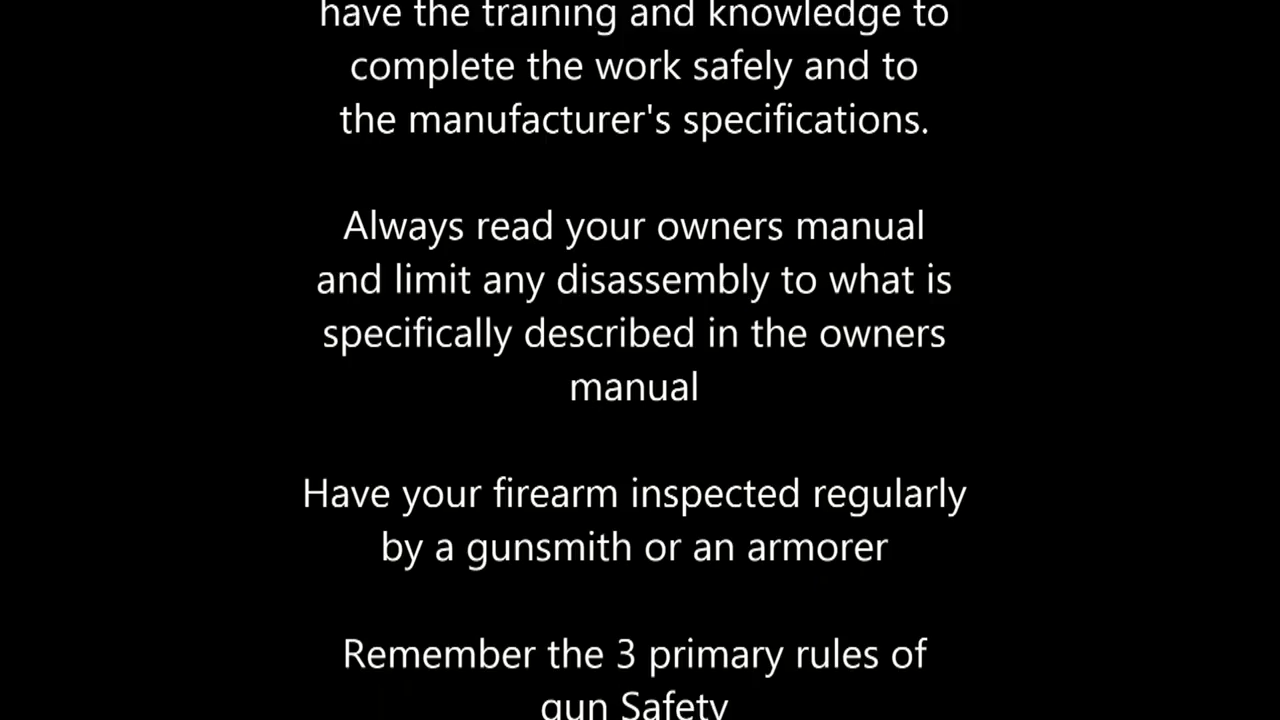 have the training and knowledge to
complete the work safely and to
the manufacturer's specifications.
Always read your owners manual
and limit any disassembly to what is
specifically described in the owners
manual
Have your firearm inspected regularly
by a gunsmith or an armorer
Remember the 3 primary rules of
gun Safety